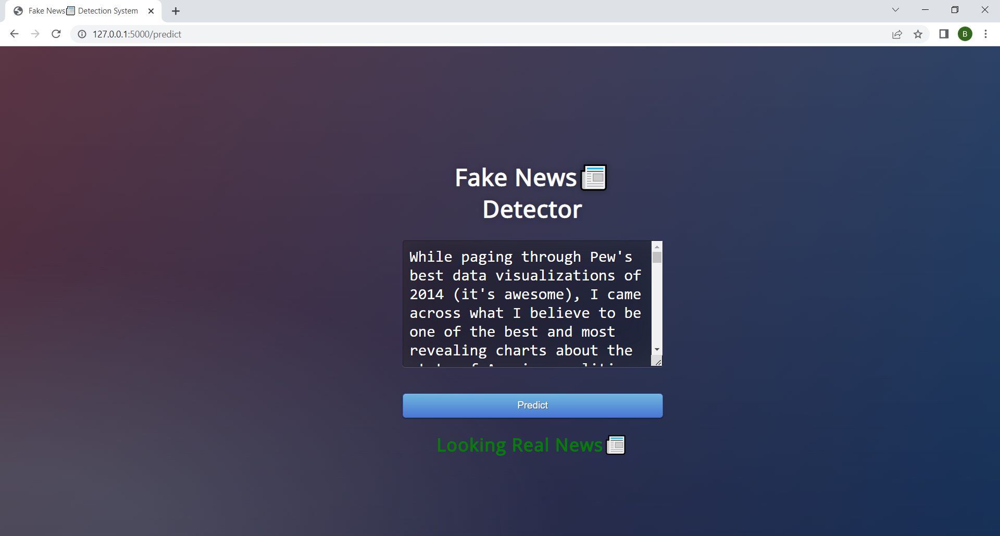 Fake News📰 Detection System
127.0.0.1:5000/predict
B
Fake News📰
Detector
While paging through Pew's
best data visualizations of
2014 (it's awesome), I came
across what I believe to be
one of the best and most
revealing charts about the
Predict
Looking Real News📰